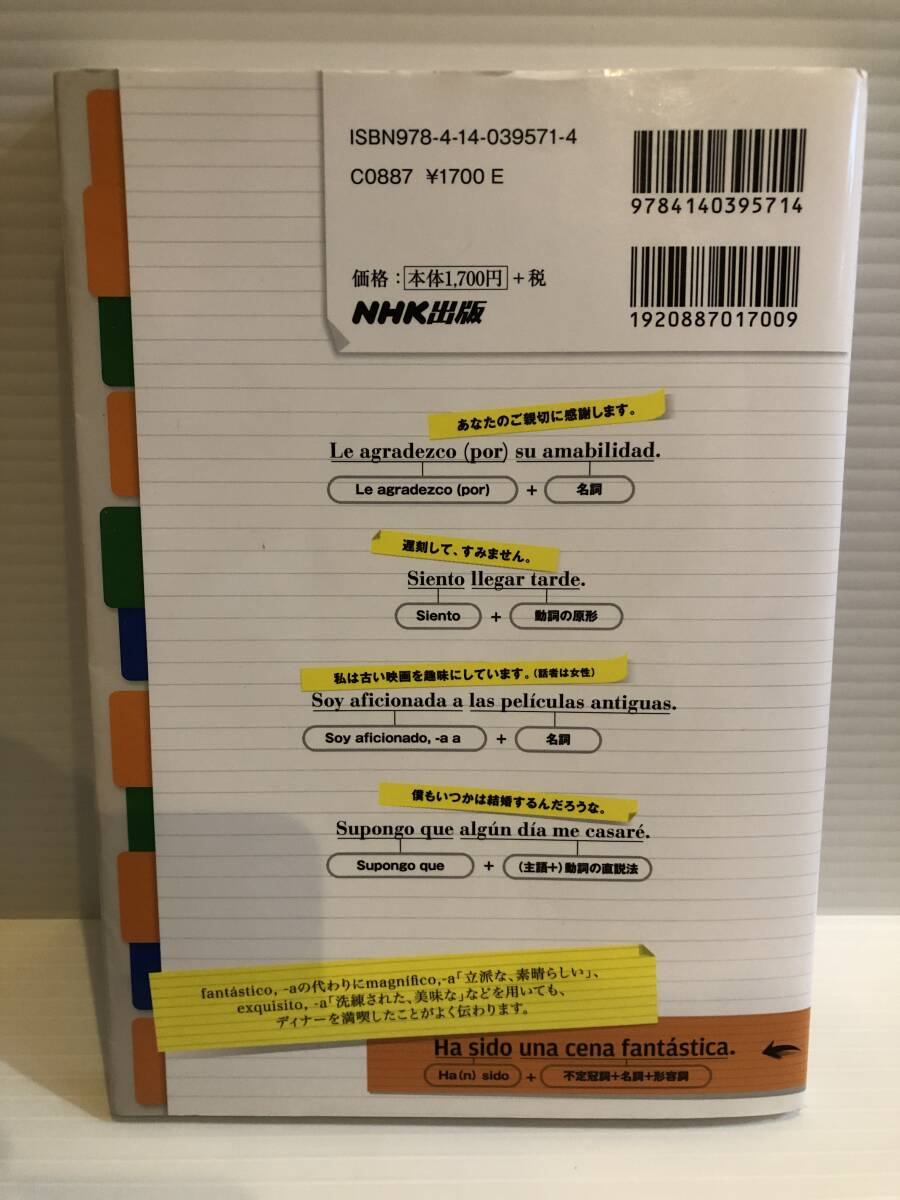 ISBN978-4-14-039571-4
C0887 ¥1700 E
9784140395714
価格：本体1,700円＋税
1920887017009
NHK出版
あなたのご親切に感謝します。
Le agradezco (por) su amabilidad.
Le agradezco (por) + 名詞
遅刻して、すみません。
Siento llegar tarde.
Siento + 動詞の原形
私は古い映画を趣味にしています。（話者は女性）
Soy aficionada a las películas antiguas.
Soy aficionado, -a a + 名詞
僕もいつかは結婚するんだろうな。
Supongo que algún día me casaré.
Supongo que + （主語＋）動詞の直説法
fantástico, -aの代わりにmagnífico,-a「立派な、素晴らしい」、
exquisito, -a「洗練された、美味な」などを用いても、
ディナーを満喫したことがよく伝わります。
Ha sido una cena fantástica.
Ha(n) sido + 不定冠詞＋名詞＋形容詞